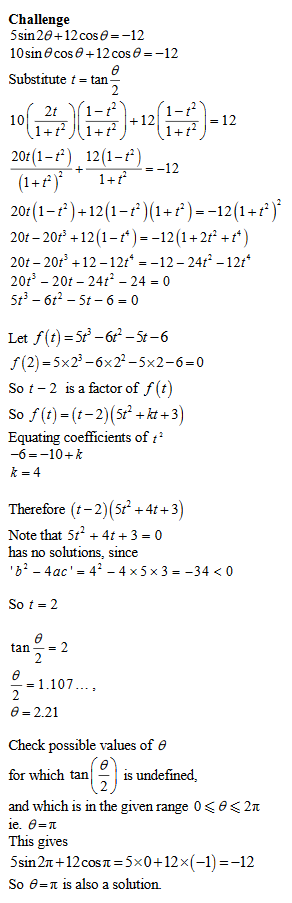 Challenge
5sin2θ+12cosθ=−12
10sinθcosθ+12cosθ=−12
Substitute t = tan θ/2
10(2t/(1+t²))((1−t²)/(1+t²))+12((1−t²)/(1+t²))=12
20t(1−t²)/(1+t²)²+12(1−t²)/(1+t²)=−12
20t(1−t²)+12(1−t²)(1+t²)=−12(1+t²)²
20t−20t³+12(1−t⁴)=−12(1+2t²+t⁴)
20t−20t³+12−12t⁴=−12−24t²−12t⁴
20t³−20t−24t²−24=0
5t³−6t²−5t−6=0
Let f(t)=5t³−6t²−5t−6
f(2)=5×2³−6×2²−5×2−6=0
So t−2 is a factor of f(t)
So f(t)=(t−2)(5t²+kt+3)
Equating coefficients of t²
−6=−10+k
k=4
Therefore (t−2)(5t²+4t+3)
Note that 5t²+4t+3=0
has no solutions, since
'b²−4ac'=4²−4×5×3=−34<0
So t=2
tan θ/2=2
θ/2=1.107...,
θ=2.21
Check possible values of θ
for which tan(θ/2) is undefined,
and which is in the given range 0⩽θ⩽2π
ie. θ=π
This gives
5sin2π+12cosπ=5×0+12×(−1)=−12
So θ=π is also a solution.